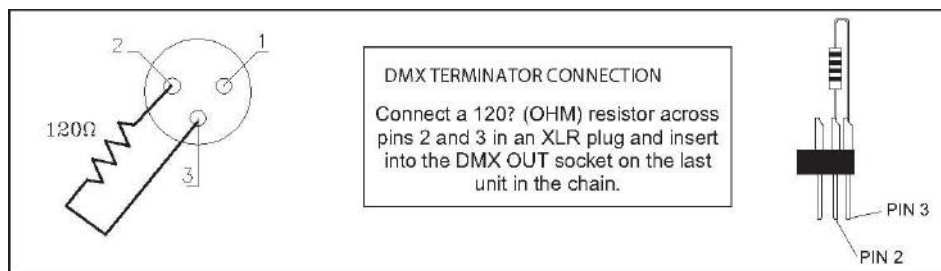 2
1
120Ω
3
DMX TERMINATOR CONNECTION
Connect a 120? (OHM) resistor across
pins 2 and 3 in an XLR plug and insert
into the DMX OUT socket on the last
unit in the chain.
PIN 3
PIN 2